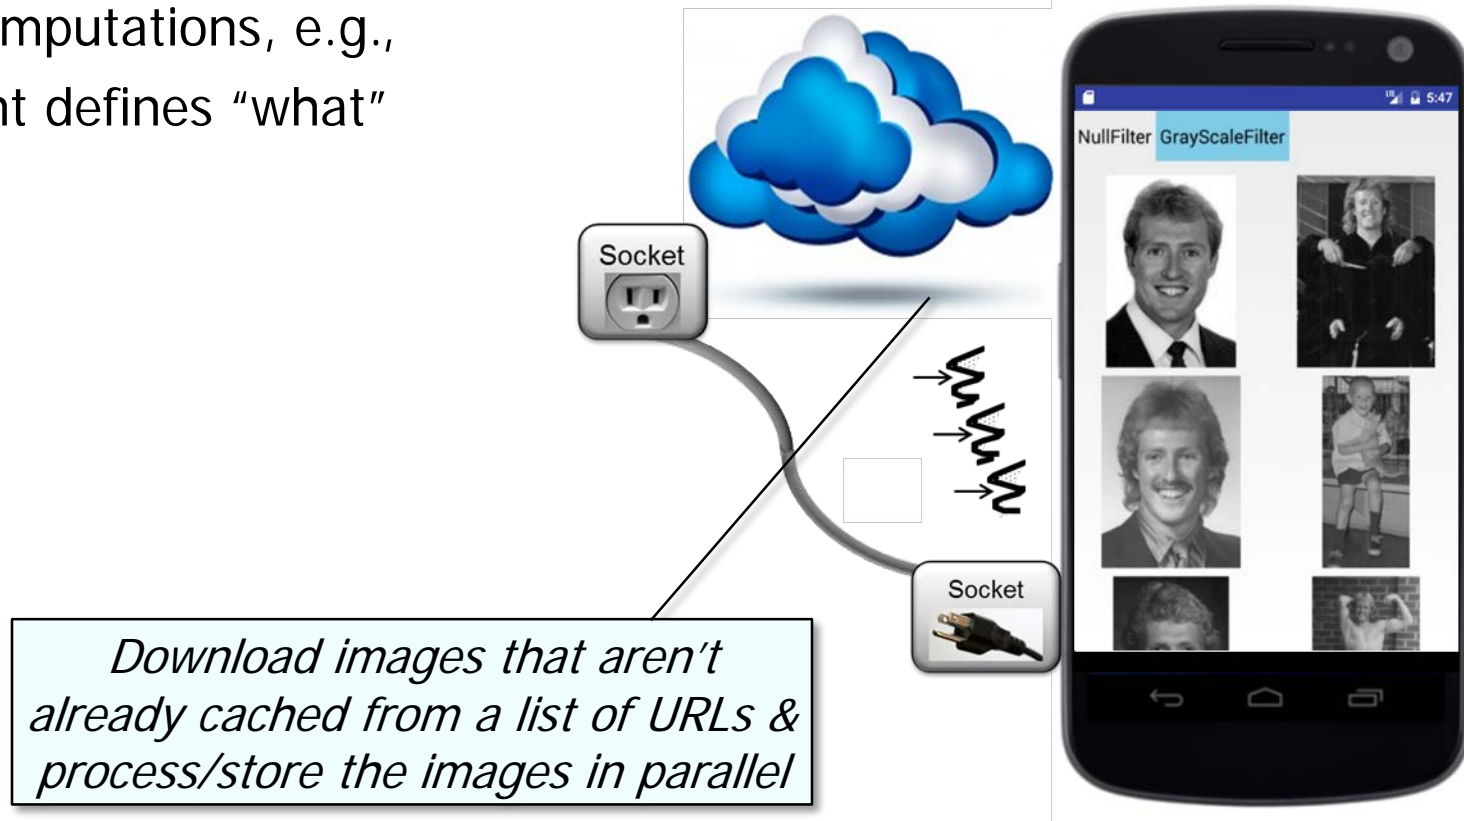 mputations, e.g.,
nt defines “what”
Socket
5:47
NullFilter GrayScaleFilter
Socket
Download images that aren’t
already cached from a list of URLs &
process/store the images in parallel